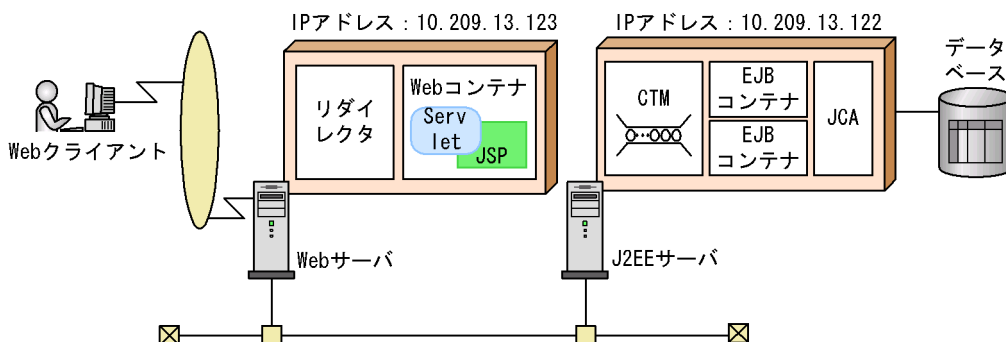 IPアドレス：10.209.13.123
IPアドレス：10.209.13.122
データ
ベース
Webクライアント
リダイ
レクタ
Webコンテナ
Serv
let
JSP
CTM
EJB
コンテナ
EJB
コンテナ
JCA
Webサーバ
J2EEサーバ